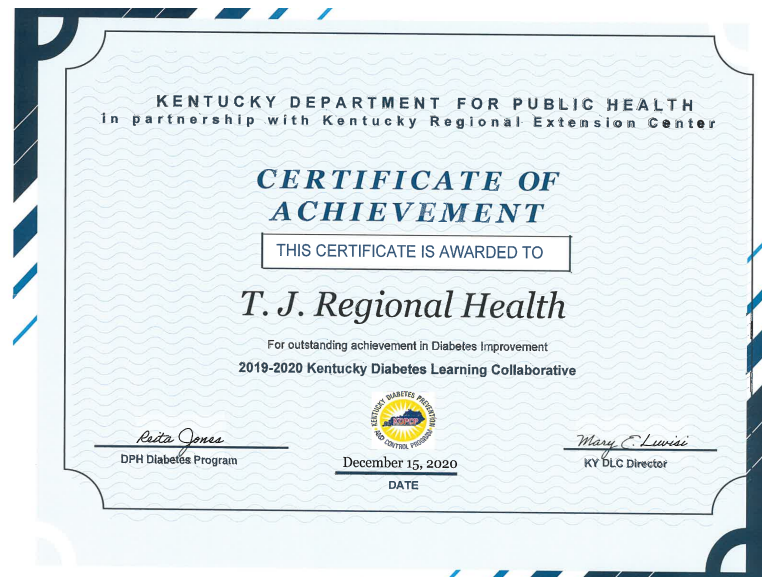 KENTUCKY DEPARTMENT FOR PUBLIC HEALTH
in partnership with Kentucky Regional Extension Center
CERTIFICATE OF
ACHIEVEMENT
THIS CERTIFICATE IS AWARDED TO
T. J. Regional Health
For outstanding achievement in Diabetes Improvement
2019-2020 Kentucky Diabetes Learning Collaborative
KENTUCKY DIABETES PREVENTION
KDPCP
AND CONTROL PROGRAM
Reita Jones
DPH Diabetes Program
December 15, 2020
DATE
Mary E Luvisi
KY DLC Director